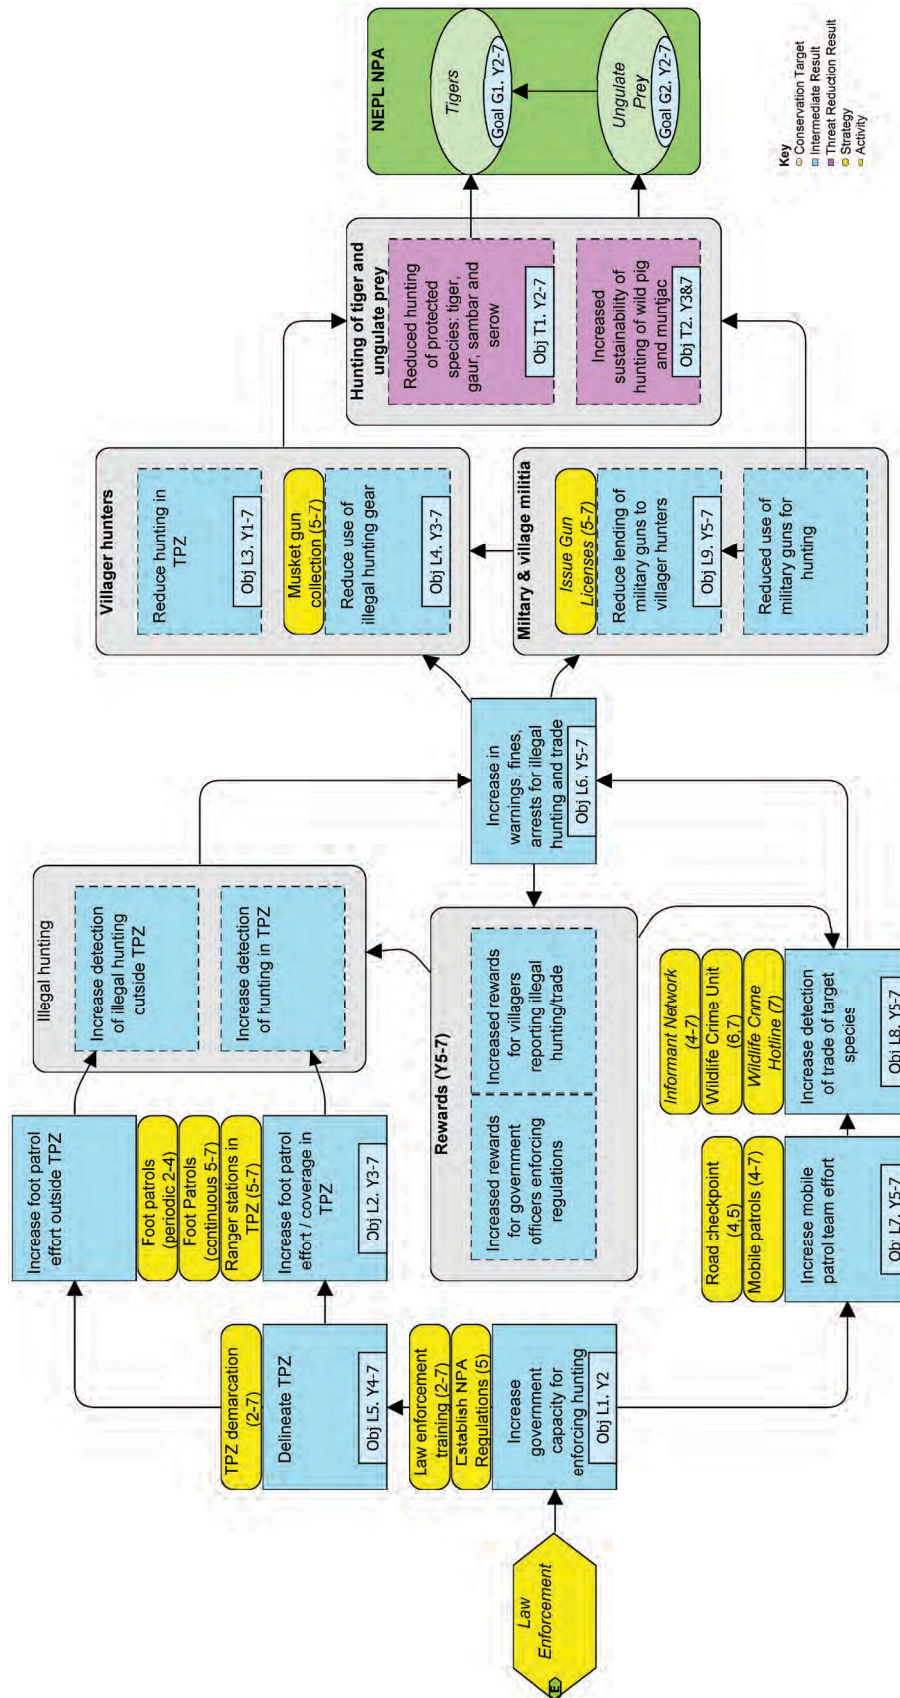 Law
Enforcement
E
Law enforcement
training (2-7)
Establish NPA
Regulations (5)
Increase
government
capacity for
enforcing hunting
Obj L1. Y2
TPZ demarcation
(2-7)
Delineate TPZ
Obj L5. Y4-7
Increase foot patrol
effort outside TPZ
Foot patrols
(periodic 2-4)
Foot Patrols
(continuous 5-7)
Ranger stations in
TPZ (5-7)
Increase foot patrol
effort / coverage in
TPZ
Obj L2. Y3-7
Road checkpoint
(4,5)
Mobile patrols (4-7)
Increase mobile
patrol team effort
Obj L7. Y5-7
Illegal hunting
Increase detection
of illegal hunting
outside TPZ
Increase detection
of hunting in TPZ
Rewards (Y5-7)
Increased rewards
for government
officers enforcing
regulations
Increased rewards
for villagers
reporting illegal
hunting/trade
Informant Network
(4-7)
Wildlife Crime Unit
(6,7)
Wildlife Crime
Hotline (7)
Increase detection
of trade of target
species
Obj L8. Y5-7
Increase in
warnings, fines,
arrests for illegal
hunting and trade
Obj L6. Y5-7
Villager hunters
Reduce hunting in
TPZ
Obj L3. Y1-7
Musket gun
collection (5-7)
Reduce use of
illegal hunting gear
Obj L4. Y3-7
Military & village militia
Issue Gun
Licenses (5-7)
Reduce lending of
military guns to
villager hunters
Obj L9. Y5-7
Reduced use of
military guns for
hunting
Hunting of tiger and
ungulate prey
Reduced hunting
of protected
species: tiger,
gaur, sambar and
serow
Obj T1. Y2-7
Increased
sustainability of
hunting of wild pig
and muntjac
Obj T2. Y3&7
NEPL NPA
Tigers
Goal G1. Y2-7
Ungulate
Prey
Goal G2. Y2-7
Key
Conservation Target
Intermediate Result
Threat Reduction Result
Strategy
Activity